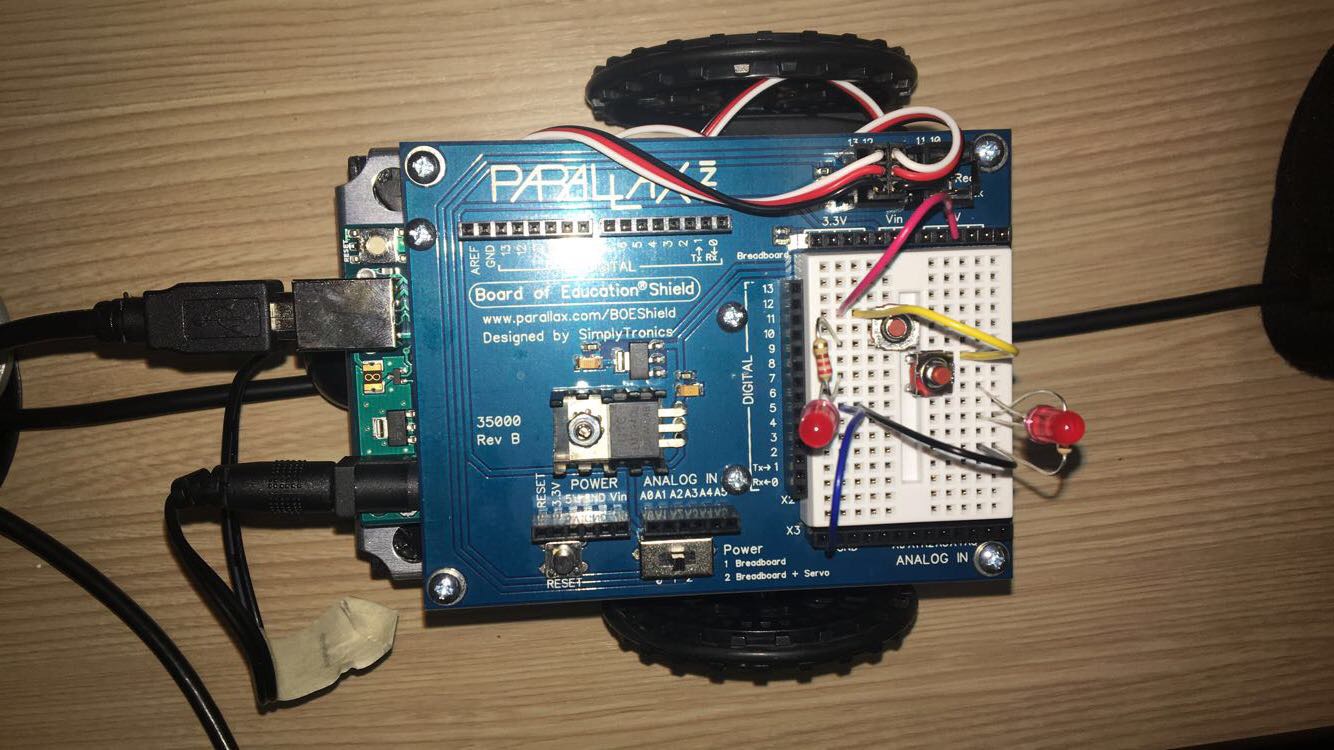 PARALLAX
13 12 11 10
Red
3.3V Vin
AREF
GND
13
12
6 5 4 3 2 1 0
Tx→
Rx←
DIGITAL
Breadboard
Board of Education® Shield
www.parallax.com/BOEShield
Designed by SimplyTronics
RESET
13
12
11
10
9
8
7
6
5
4
3
2
Tx→ 1
Rx← 0
DIGITAL
X2
X3
35000
Rev B
POWER
RESET
3.3V
5V GND Vin
ANALOG IN
A0 A1 A2 A3 A4 A5
RESET
0 1 2
Power
1 Breadboard
2 Breadboard + Servo
GND
ANALOG IN